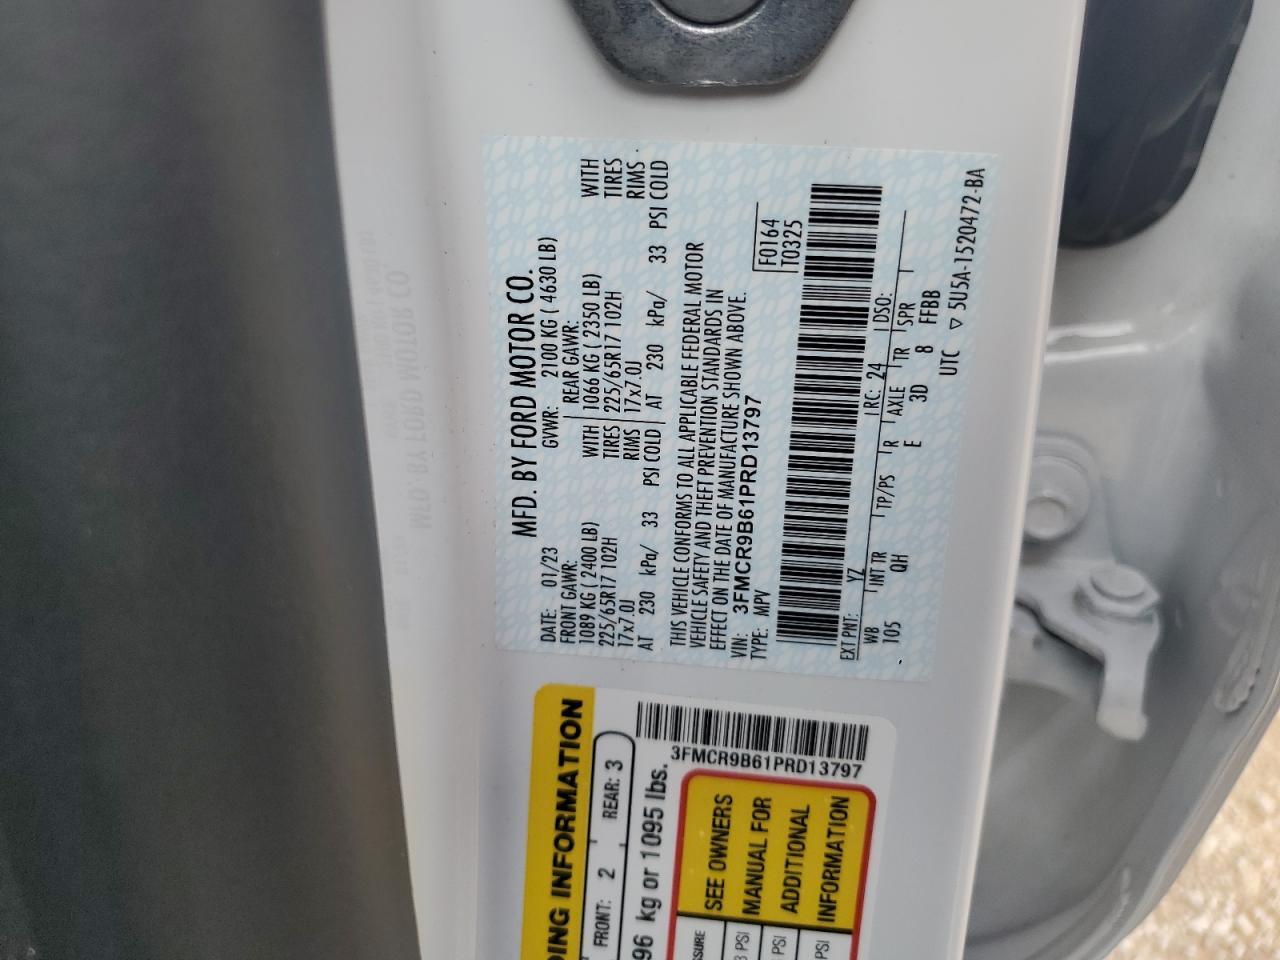 MFD. BY FORD MOTOR CO.
DATE: 01/23 GVWR: 2100 KG ( 4630 LB)
FRONT GAWR: REAR GAWR:
1089 KG ( 2400 LB) WITH 1066 KG ( 2350 LB) WITH
225/65R17 102H TIRES 225/65R17 102H TIRES
17x7.0J RIMS 17x7.0J RIMS
AT 230 kPa/ 33 PSI COLD AT 230 kPa/ 33 PSI COLD
THIS VEHICLE CONFORMS TO ALL APPLICABLE FEDERAL MOTOR
VEHICLE SAFETY AND THEFT PREVENTION STANDARDS IN
EFFECT ON THE DATE OF MANUFACTURE SHOWN ABOVE.
VIN: 3FMCR9B61PRD13797
TYPE: MPV
F0164
T0325
EXT PNT: YZ RC: 24 DSO:
WB INT TR TP/PS R AXLE TR SPR
105 QH E 3D 8 FFBB
UTC ▽ 5U5A-1520472-BA
DING INFORMATION
FRONT: 2 REAR: 3
96 kg or 1095 lbs.
3FMCR9B61PRD13797
SEE OWNERS
MANUAL FOR
ADDITIONAL
INFORMATION
PSI
PSI
PSI